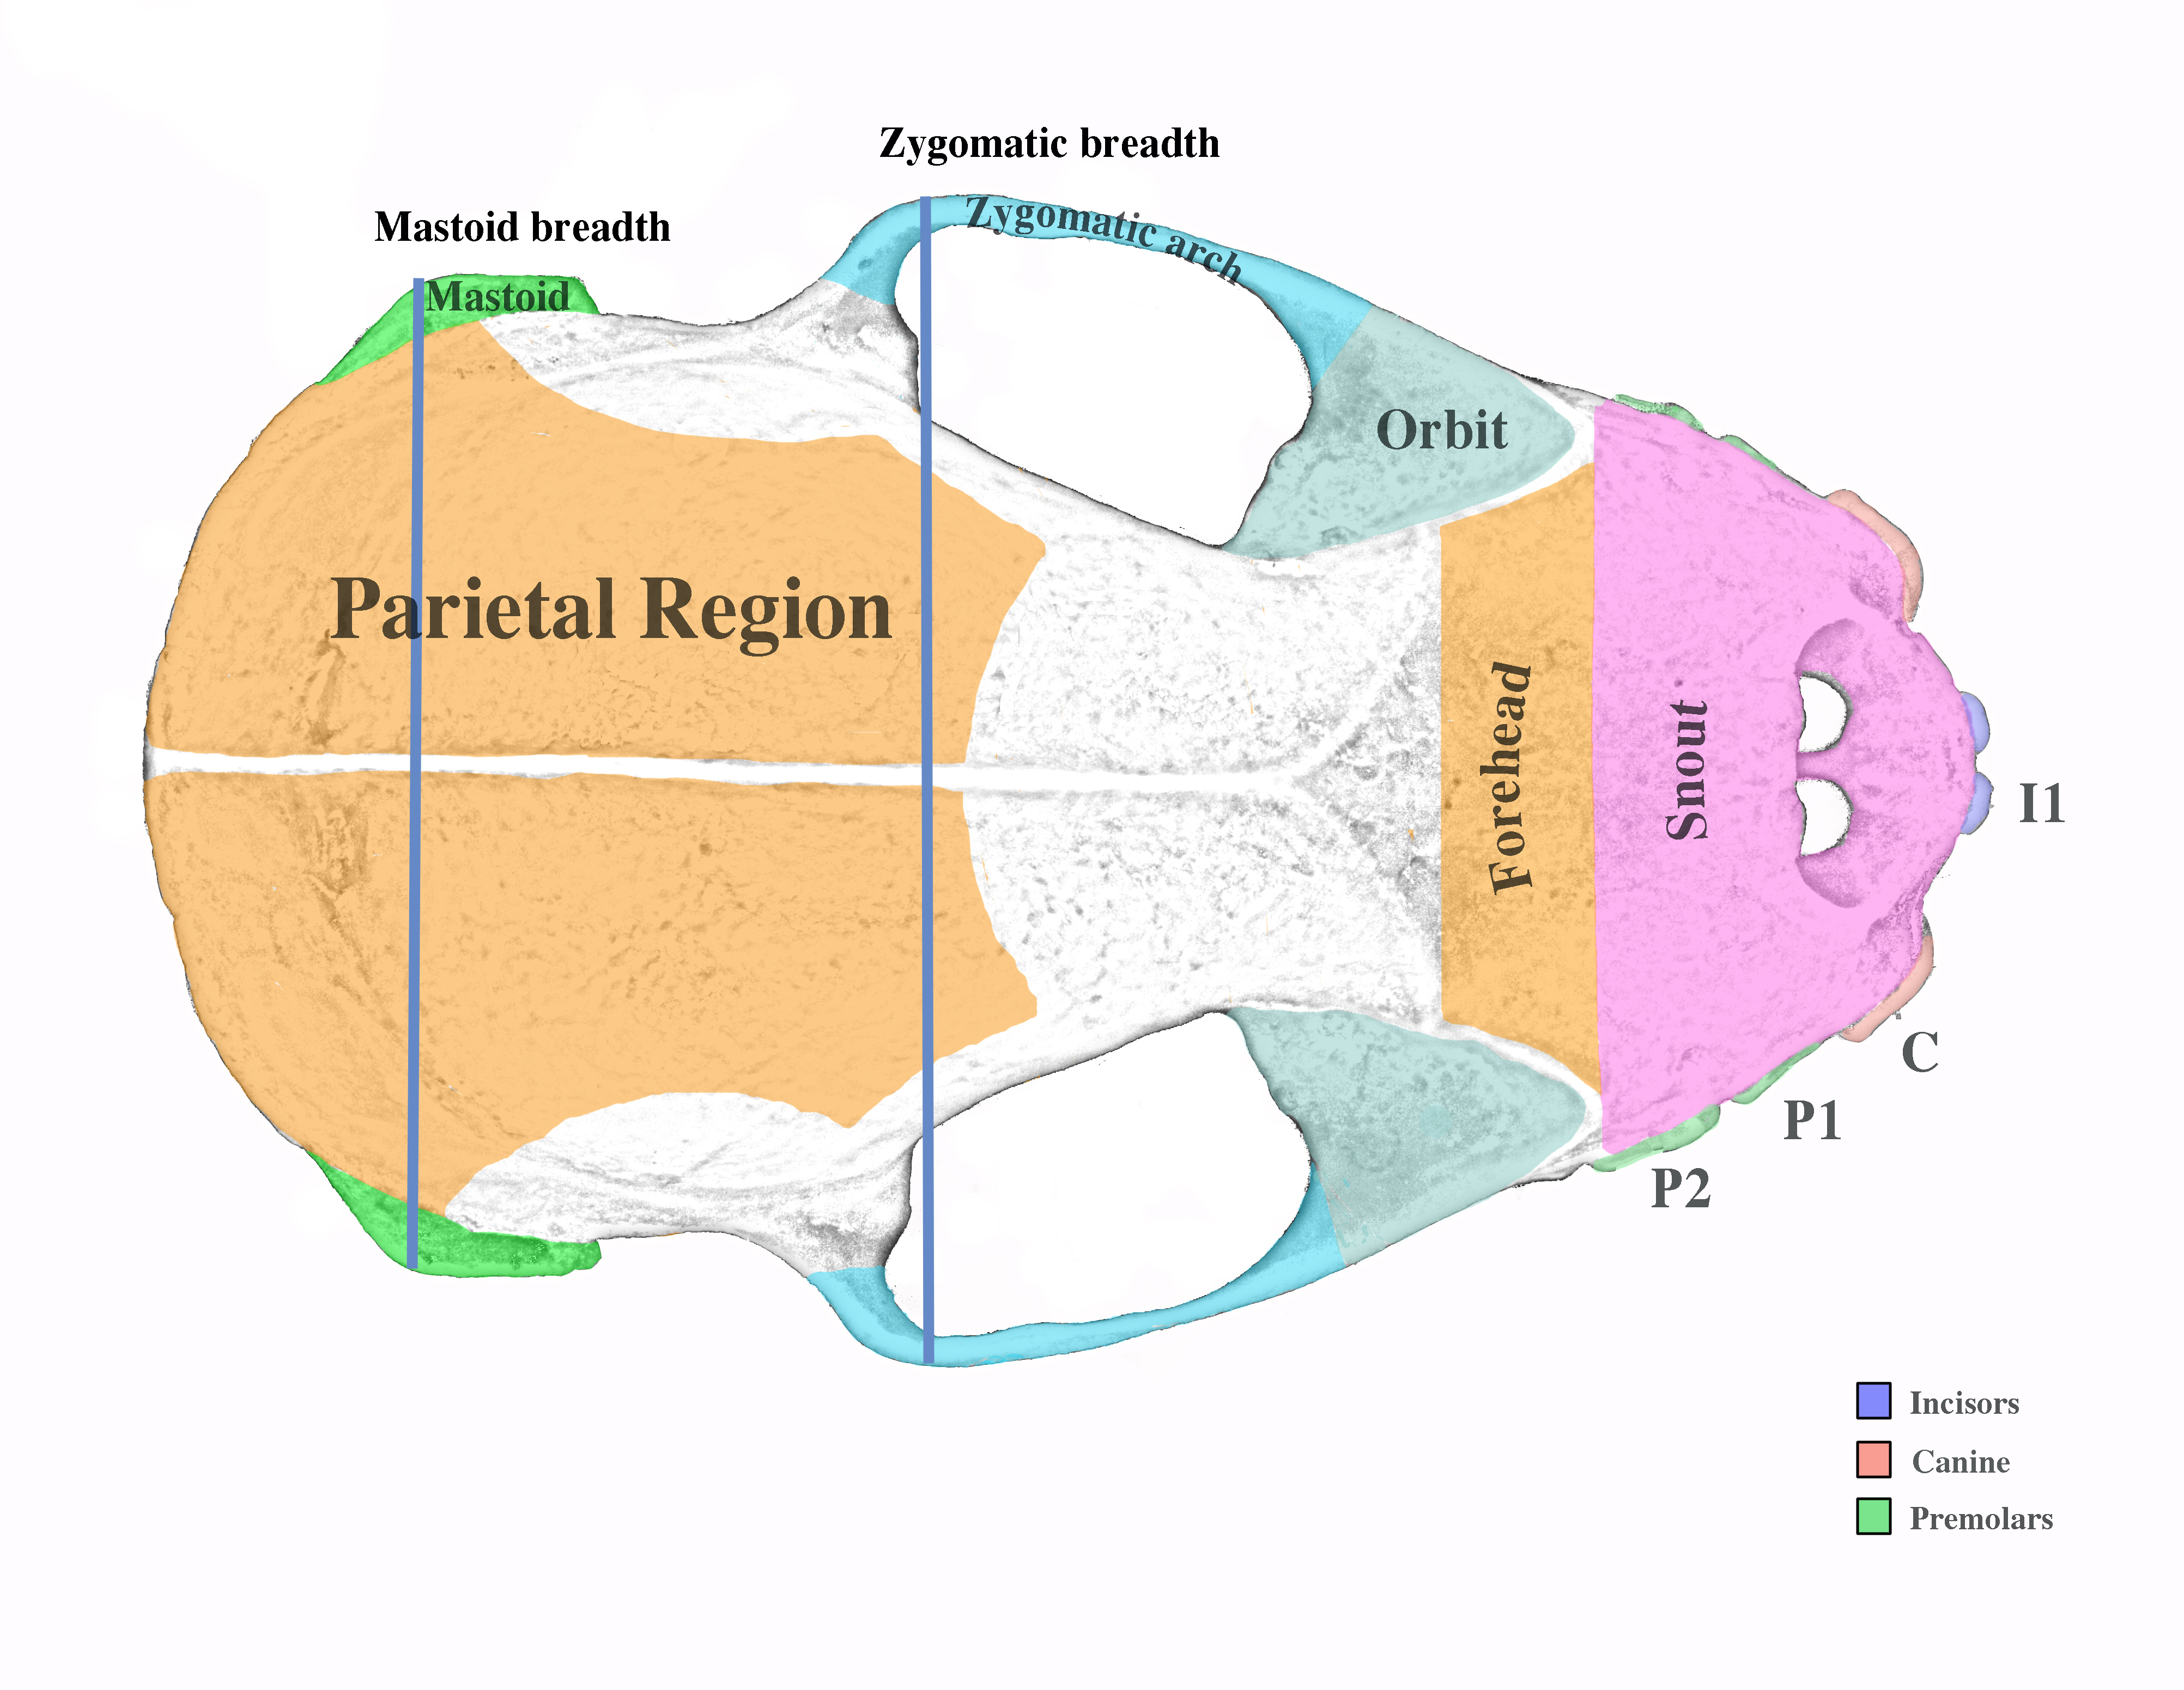 Zygomatic breadth
Mastoid breadth
Zygomatic arch
Mastoid
Orbit
Parietal Region
Forehead
Snout
I1
C
P1
P2
Incisors
Canine
Premolars